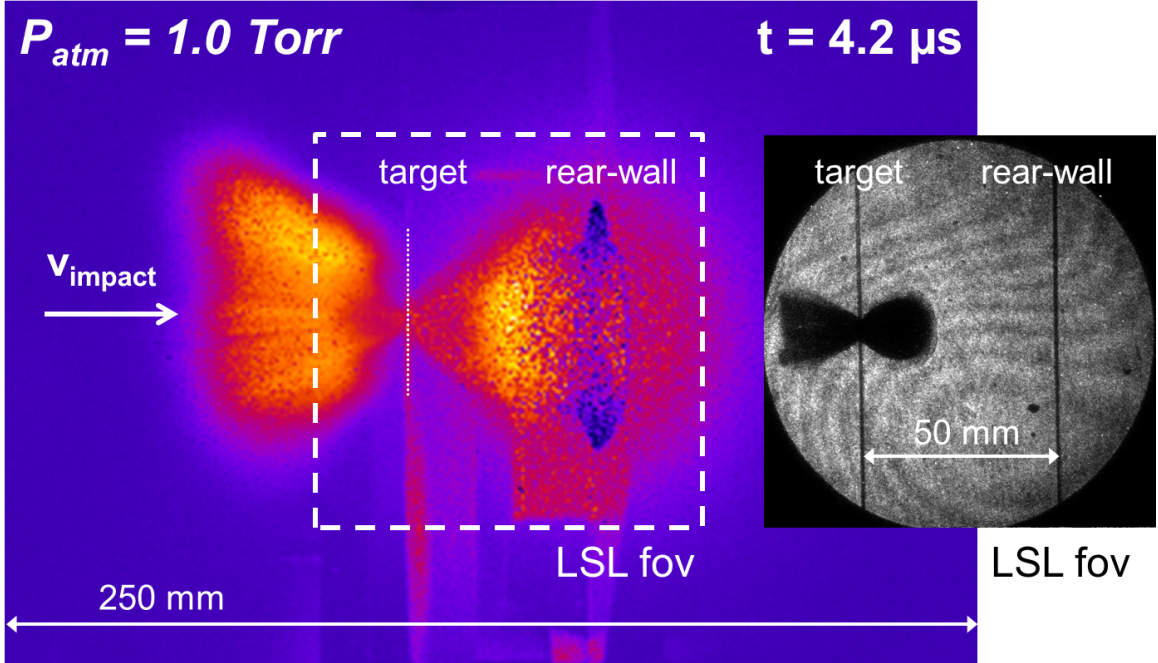 P_atm = 1.0 Torr
t = 4.2 µs
target
rear-wall
target
rear-wall
v_impact
50 mm
LSL fov
LSL fov
250 mm